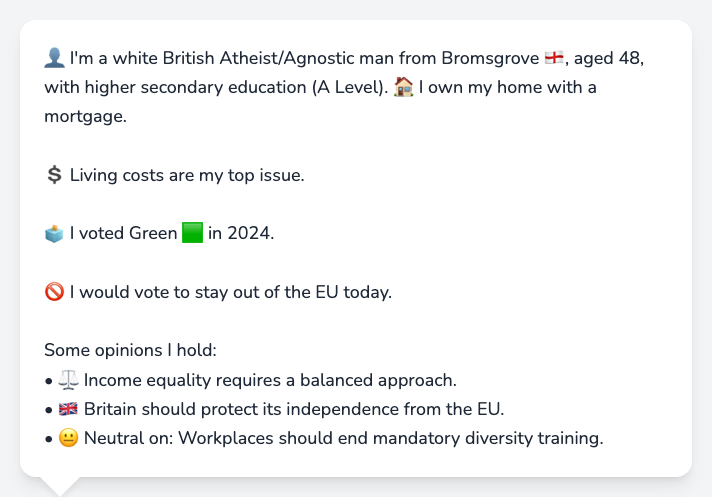 👤 I'm a white British Atheist/Agnostic man from Bromsgrove 🏴󠁧󠁢󠁥󠁮󠁧󠁿, aged 48,
with higher secondary education (A Level). 🏠 I own my home with a
mortgage.
💲 Living costs are my top issue.
🗳️ I voted Green 🟩 in 2024.
🚫 I would vote to stay out of the EU today.
Some opinions I hold:
• ⚖️ Income equality requires a balanced approach.
• 🇬🇧 Britain should protect its independence from the EU.
• 😐 Neutral on: Workplaces should end mandatory diversity training.